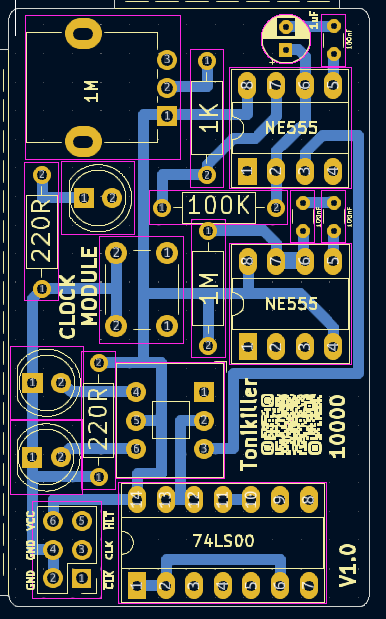 1uF
+
100nF
1M
3
2
1
1K
8 7 6 5
NE555
1 2 3 4
2
1
220R
1
1 2
1 100K 2
100nF
100nF
1
1M
2
8 7 6 5
NE555
1 2 3 4
CLOCK
MODULE
1 1
2 2
1 2
1 2
2
220R
1
4 1
5 2
6 3
Tonikiller
10000
GND VCC
GND CLK
CLK HLT
6 5
4 3
2 1
14 13 12 11 10 9 8
74LS00
1 2 3 4 5 6 7
V1.0